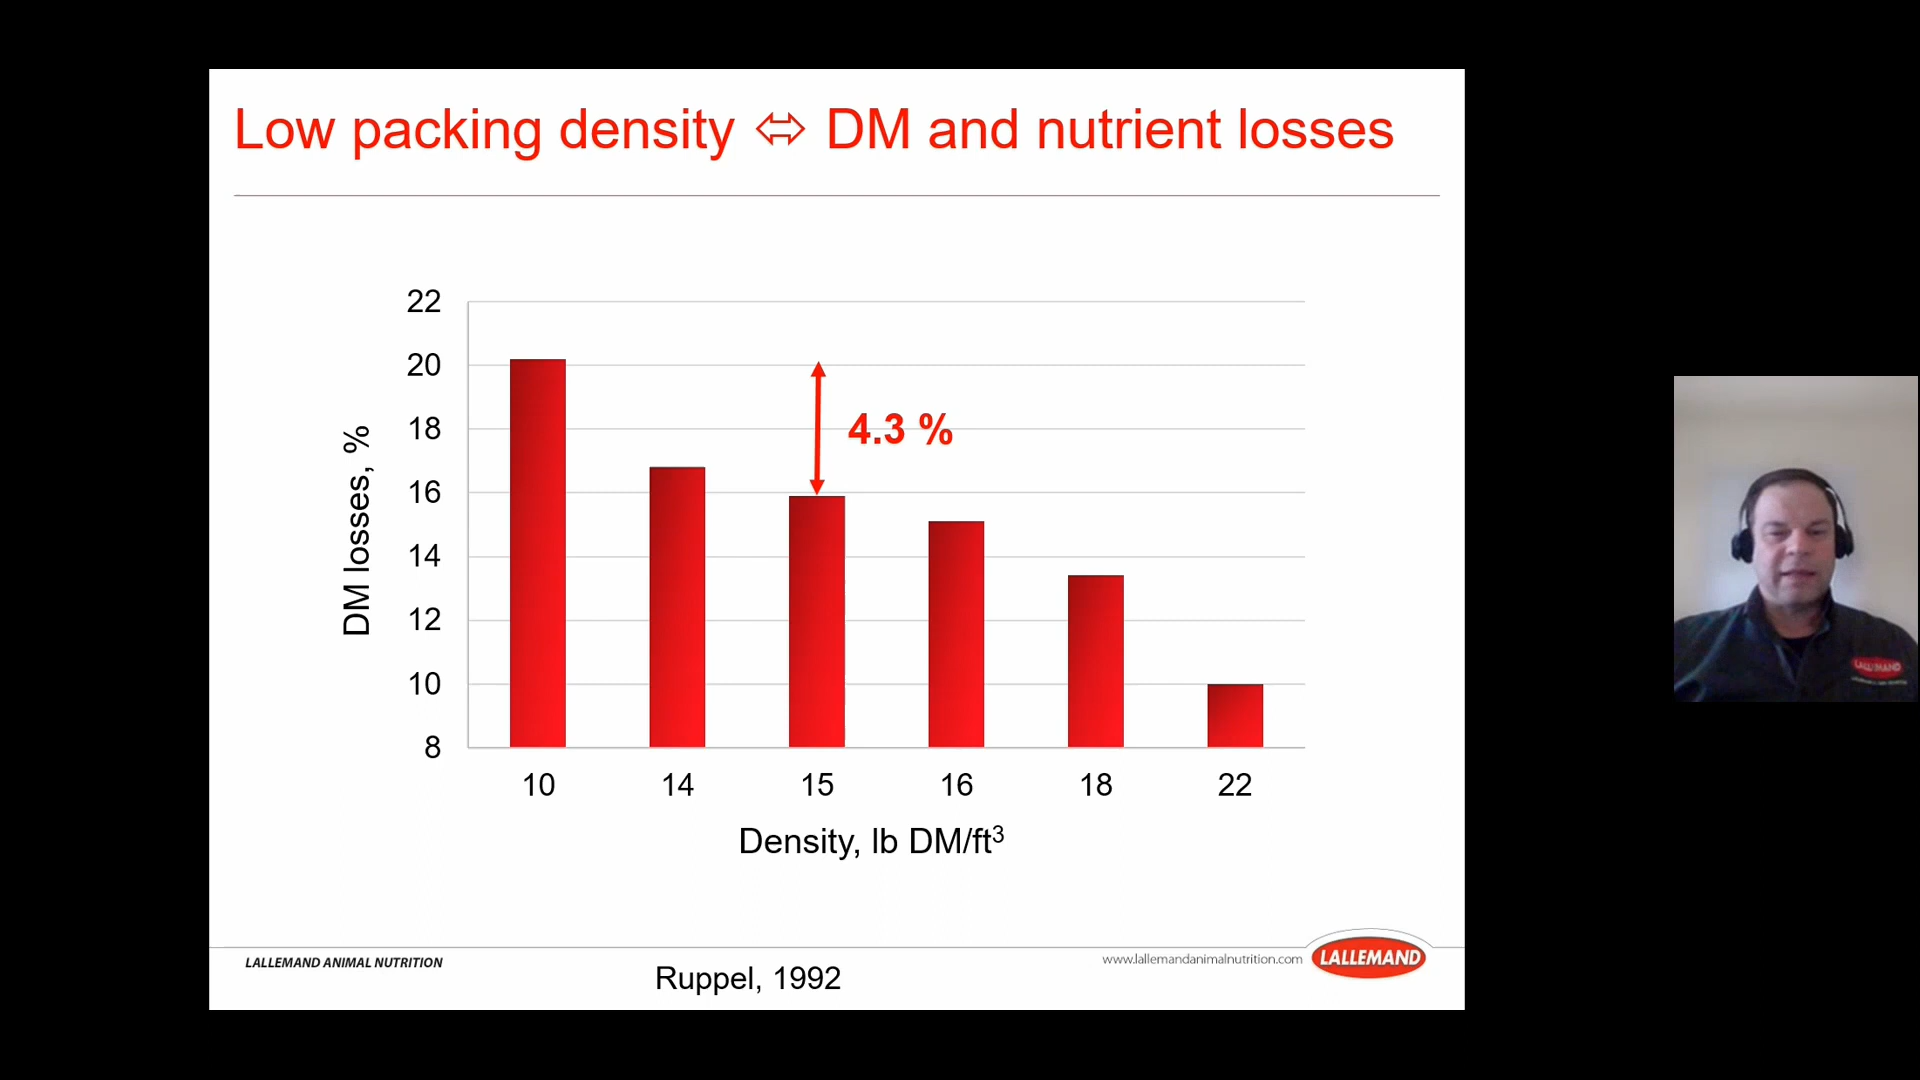 Low packing density ⇔ DM and nutrient losses
22
20
18
16
14
12
10
8
DM losses, %
4.3 %
10 14 15 16 18 22
Density, lb DM/ft³
LALLEMAND ANIMAL NUTRITION
Ruppel, 1992
www.lallemandanimalnutrition.com
LALLEMAND
LALLEMAND